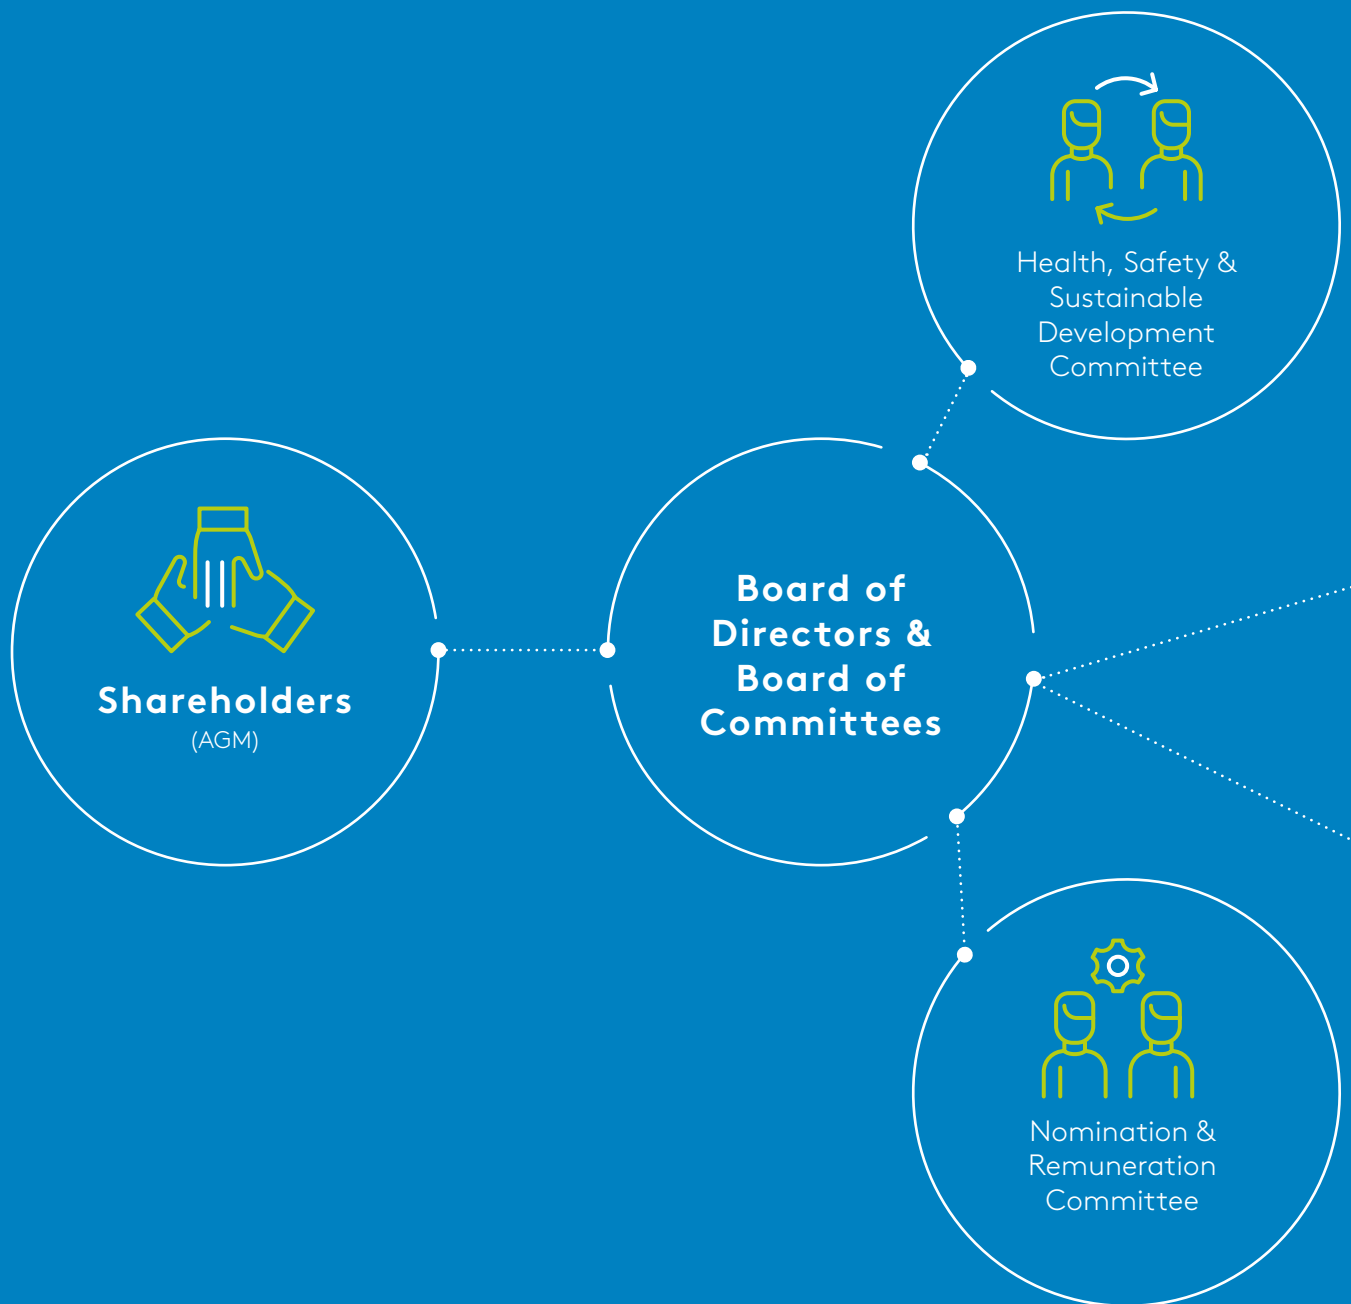 Health, Safety &
Sustainable
Development
Committee
Shareholders
(AGM)
Board of
Directors &
Board of
Committees
Nomination &
Remuneration
Committee